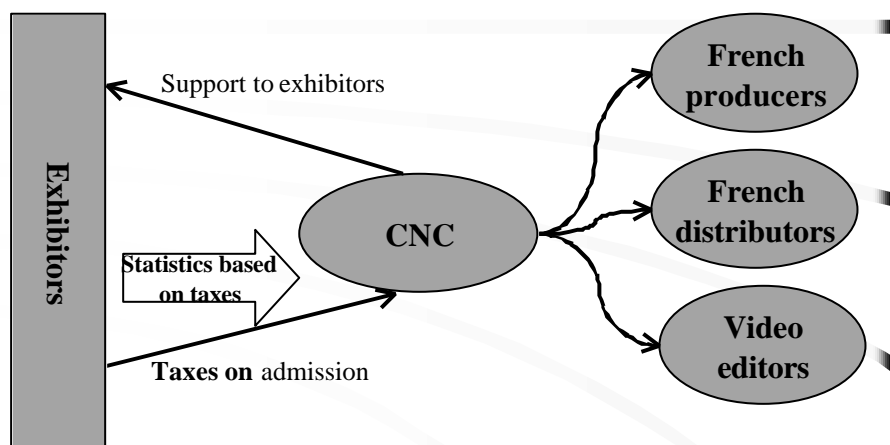 Exhibitors
Support to exhibitors
Statistics based
on taxes
Taxes on admission
CNC
French
producers
French
distributors
Video
editors